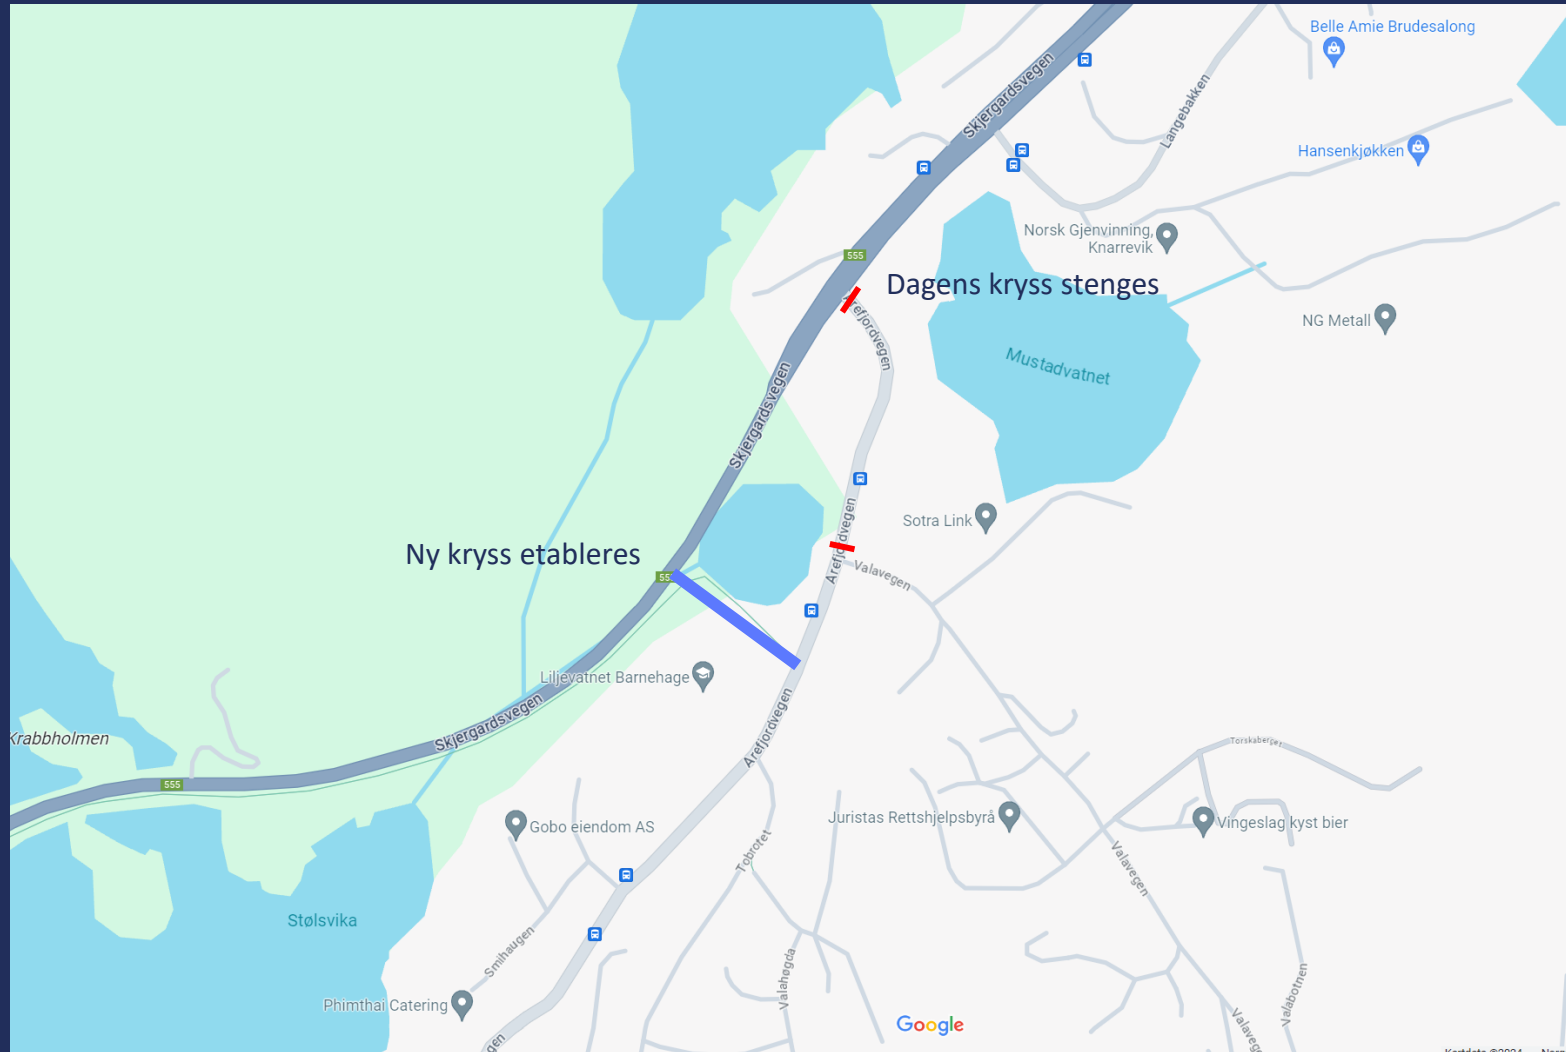 Belle Amie Brudesalong
Skjergardsvegen
Langebakken
Hansenkjøkken
Norsk Gjenvinning,
Knarrevik
555
Dagens kryss stenges
Arefjordvegen
NG Metall
Mustadvatnet
Skjergardsvegen
Sotra Link
Arefjordvegen
Ny kryss etableres
Valavegen
Liljevatnet Barnehage
Skjergardsvegen
Arefjordvegen
Krabbholmen
Torskaberget
555
Gobo eiendom AS
Juristas Rettshjelpsbyrå
Vingeslag kyst bier
Tobrotet
Valavegen
Stølsvika
Smihaugen
Valahøgda
Valabotnen
Phimthai Catering
Google